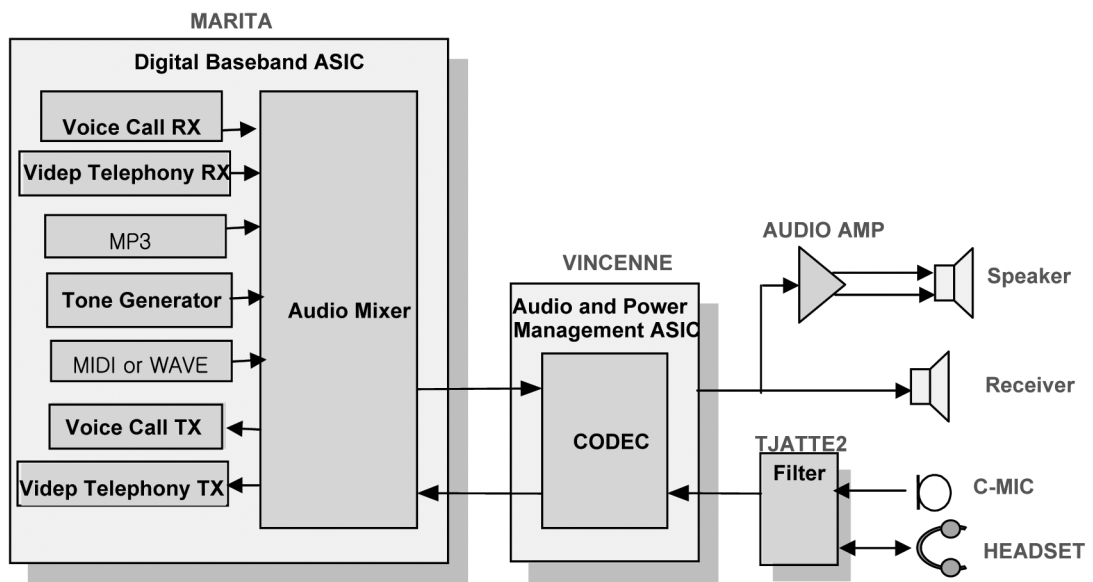 MARITA
Digital Baseband ASIC
Voice Call RX
Videp Telephony RX
MP3
Tone Generator
MIDI or WAVE
Voice Call TX
Videp Telephony TX
Audio Mixer
VINCENNE
Audio and Power
Management ASIC
CODEC
AUDIO AMP
Speaker
Receiver
TJATTE2
Filter
C-MIC
HEADSET